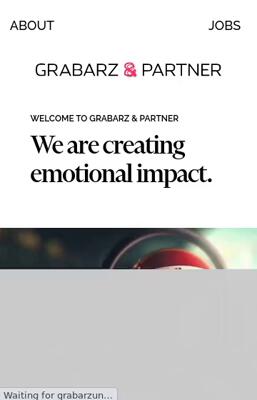 ABOUT
JOBS
GRABARZ & PARTNER
WELCOME TO GRABARZ & PARTNER
We are creating
emotional impact.
Waiting for grabarzun...